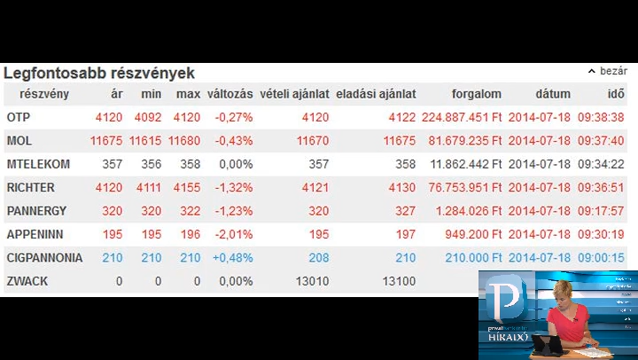 Legfontosabb részvények
bezár
részvény ár min max változás vételi ajánlat eladási ajánlat forgalom dátum idő
OTP 4120 4092 4120 -0,27% 4120 4122 224.887.451 Ft 2014-07-18 09:38:38
MOL 11675 11615 11680 -0,43% 11670 11675 81.679.235 Ft 2014-07-18 09:37:40
MTELEKOM 357 356 358 0,00% 357 358 11.862.442 Ft 2014-07-18 09:34:22
RICHTER 4120 4111 4155 -1,32% 4121 4130 76.753.951 Ft 2014-07-18 09:36:51
PANNERGY 320 320 322 -1,23% 320 327 1.284.026 Ft 2014-07-18 09:17:57
APPENINN 195 195 196 -2,01% 195 197 949.200 Ft 2014-07-18 09:30:19
CIGPANNONIA 210 210 210 +0,48% 208 210 210.000 Ft 2014-07-18 09:00:15
ZWACK 0 0 0 0,00% 13010 13100
P
HÍRADÓ